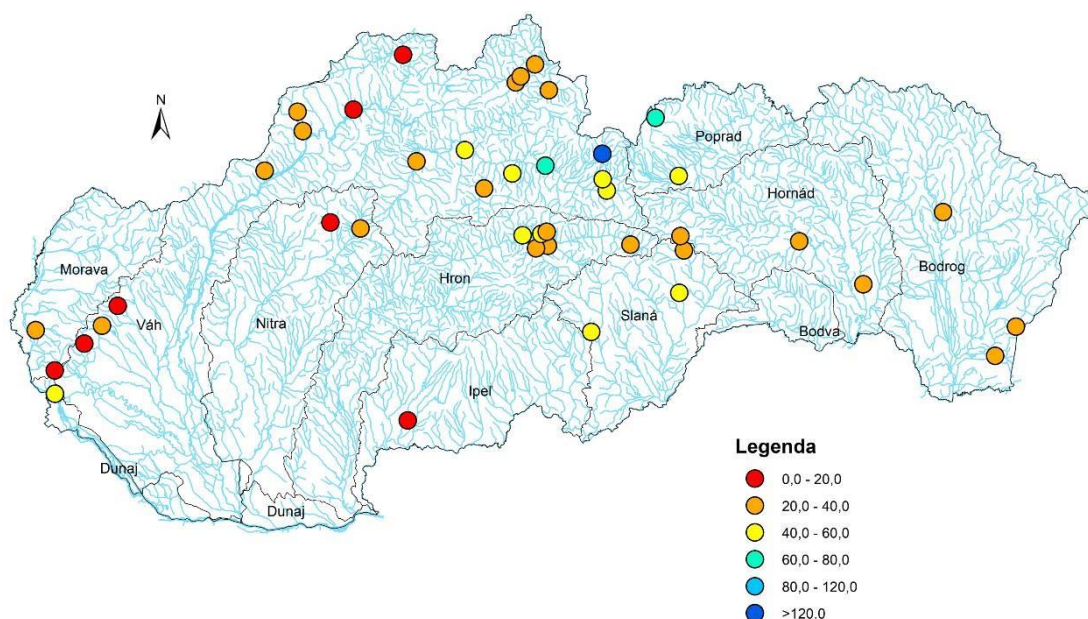 N
Poprad
Hornád
Morava
Hron
Bodrog
Váh
Nitra
Slaná
Bodva
Ipeľ
Dunaj
Dunaj
Legenda
0,0 - 20,0
20,0 - 40,0
40,0 - 60,0
60,0 - 80,0
80,0 - 120,0
>120.0